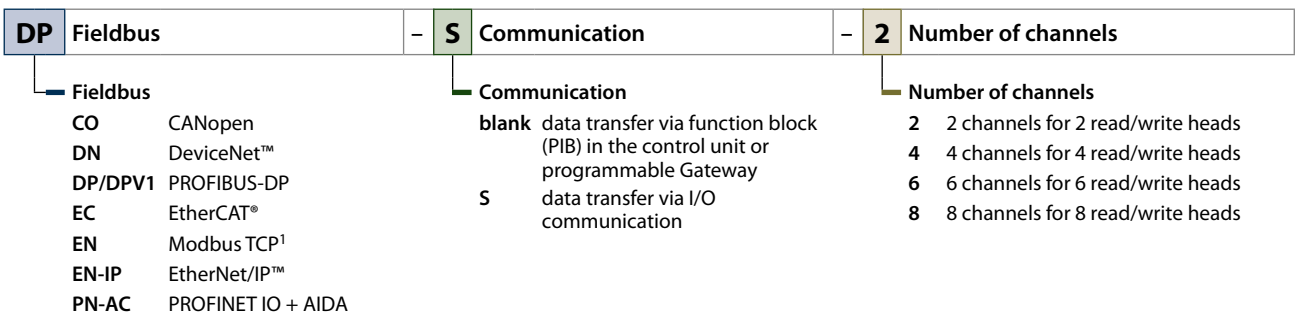 DP Fieldbus – S Communication – 2 Number of channels
Fieldbus
CO CANopen
DN DeviceNet™
DP/DPV1 PROFIBUS-DP
EC EtherCAT®
EN Modbus TCP¹
EN-IP EtherNet/IP™
PN-AC PROFINET IO + AIDA
Communication
blank data transfer via function block
(PIB) in the control unit or
programmable Gateway
S data transfer via I/O
communication
Number of channels
2 2 channels for 2 read/write heads
4 4 channels for 4 read/write heads
6 6 channels for 6 read/write heads
8 8 channels for 8 read/write heads